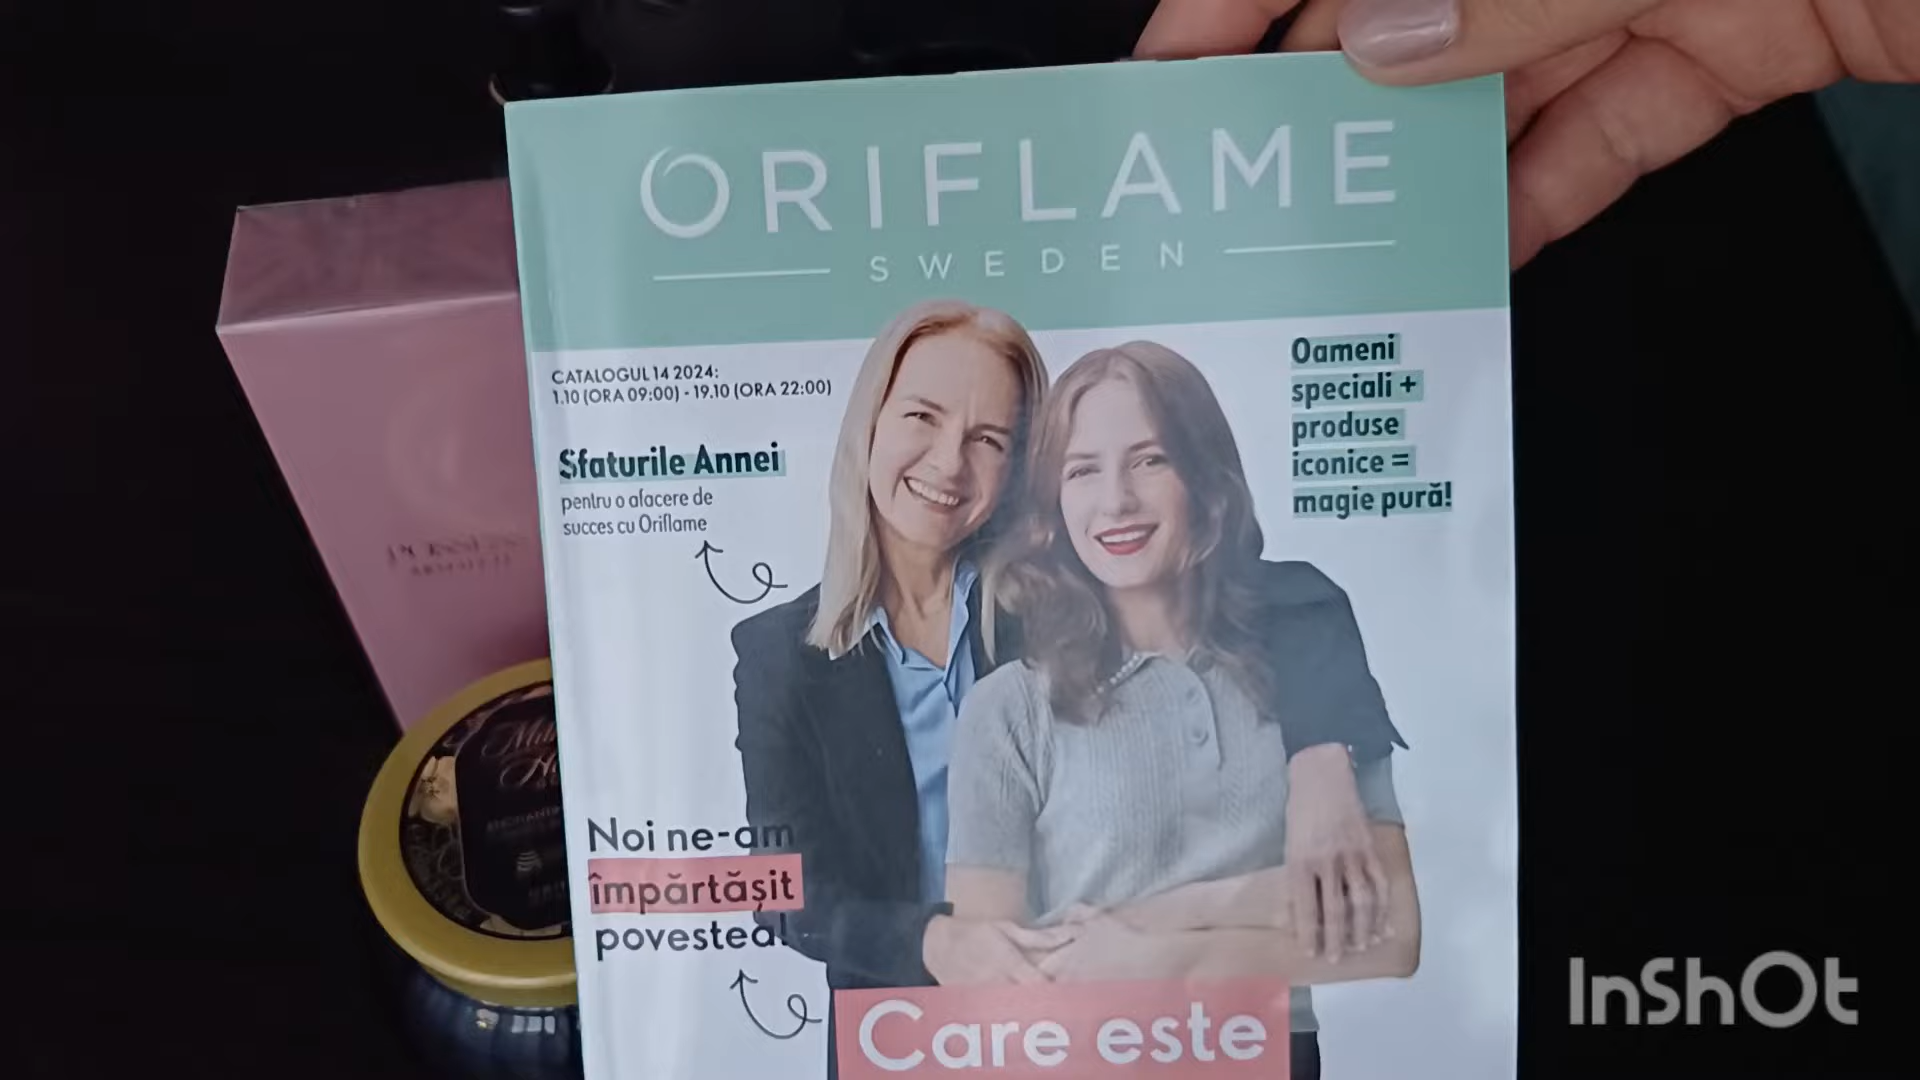 ORIFLAME
SWEDEN
CATALOGUL 14 2024:
1.10 (ORA 09:00) - 19.10 (ORA 22:00)
Sfaturile Annei
pentru o afacere de
succes cu Oriflame
Oameni
speciali +
produse
iconice =
magie pură!
Noi ne-am
împărtășit
povestea!
Care este
InShOt